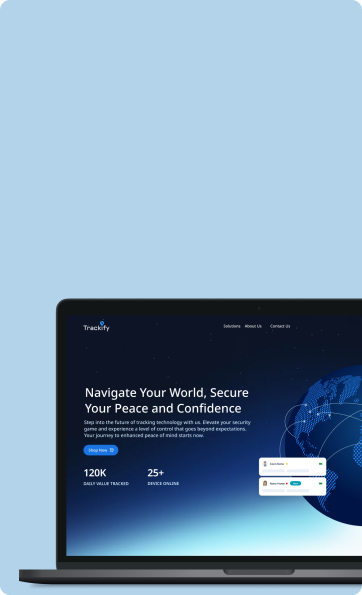 Trackify
Solutions About Us Contact Us
Navigate Your World, Secure
Your Peace and Confidence
Step into the future of tracking technology with us. Elevate your security
game and experience a level of control that goes beyond expectations.
Your journey to enhanced peace of mind starts now.
Shop Now
120K 25+
DAILY VALUE TRACKED DEVICE ONLINE